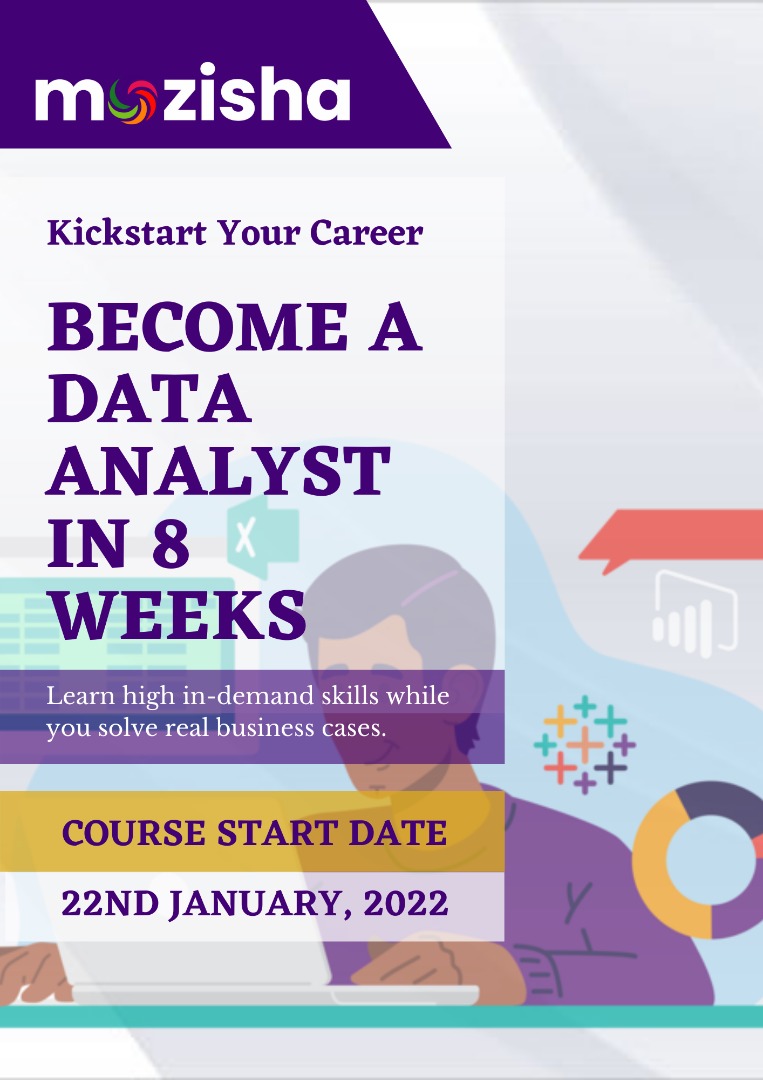 mozisha
Kickstart Your Career
BECOME A
DATA
ANALYST
IN 8
WEEKS
Learn high in-demand skills while
you solve real business cases.
COURSE START DATE
22ND JANUARY, 2022
X